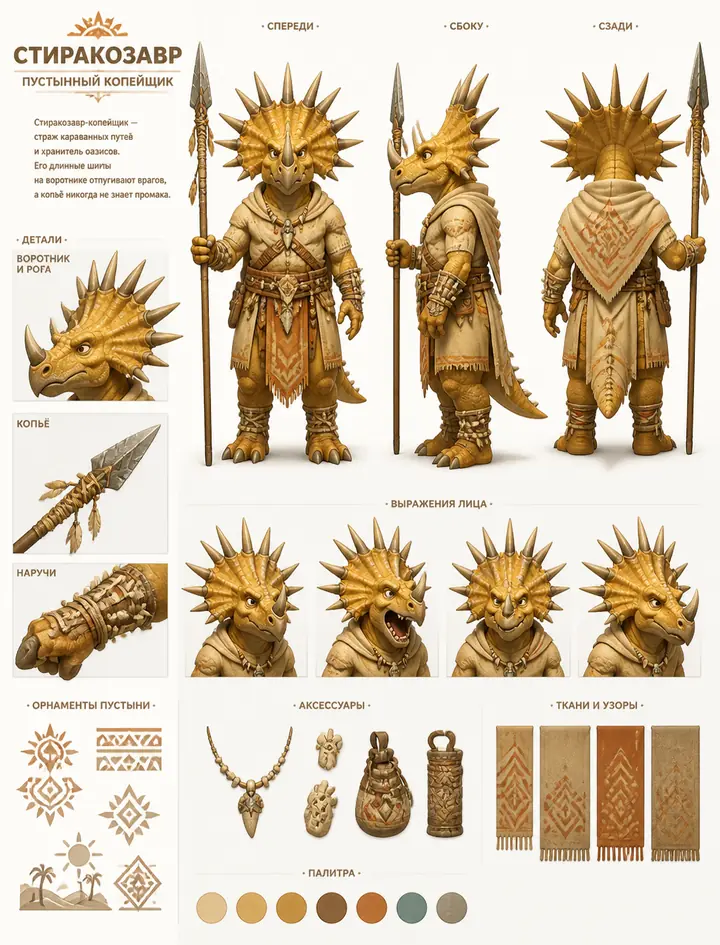 СТИРАКОЗАВР
ПУСТЫННЫЙ КОПЕЙЩИК
Стиракозавр-копейщик —
страж караванных путей
и хранитель оазисов.
Его длинные шипы
на воротнике отпугивают врагов,
а копьё никогда не знает промака.
· СПЕРЕДИ ·
· СБОКУ ·
· СЗАДИ ·
· ДЕТАЛИ ·
ВОРОТНИК
И РОГА
КОПЬЁ
НАРУЧИ
· ВЫРАЖЕНИЯ ЛИЦА ·
· ОРНАМЕНТЫ ПУСТЫНИ ·
· АКСЕССУАРЫ ·
· ТКАНИ И УЗОРЫ ·
· ПАЛИТРА ·